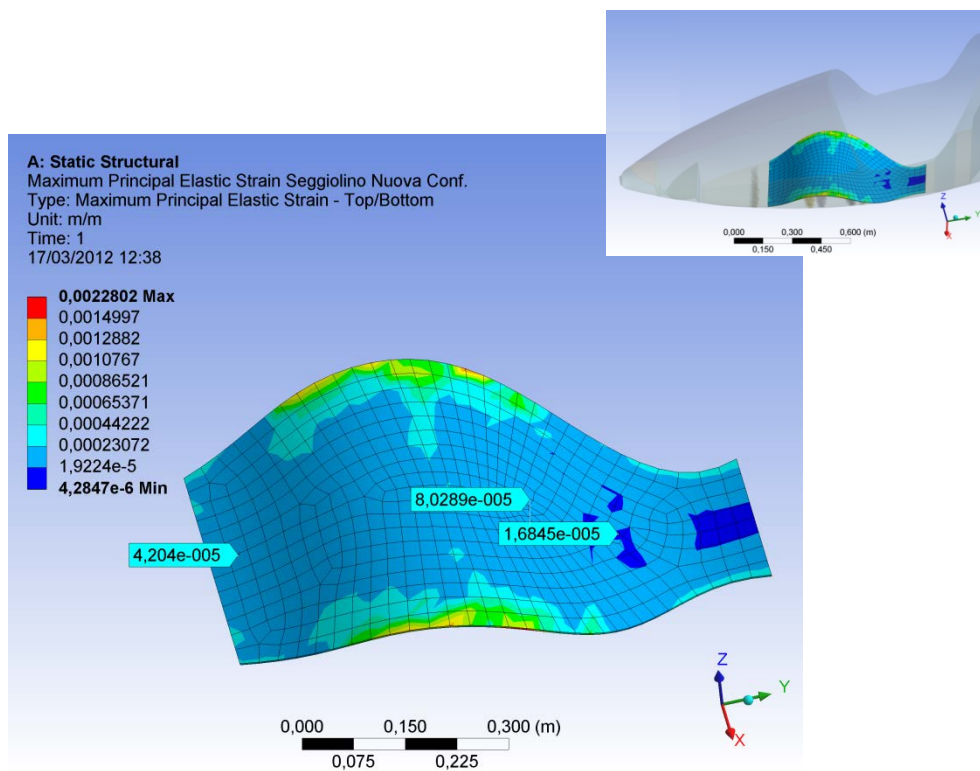 Z
Y
X
0,000
0,300
0,600 (m)
0,150
0,450
A: Static Structural
Maximum Principal Elastic Strain Seggiolino Nuova Conf.
Type: Maximum Principal Elastic Strain - Top/Bottom
Unit: m/m
Time: 1
17/03/2012 12:38
0,0022802 Max
0,0014997
0,0012882
0,0010767
0,00086521
0,00065371
0,00044222
0,00023072
1,9224e-5
4,2847e-6 Min
8,0289e-005
1,6845e-005
4,204e-005
Z
Y
X
0,000
0,150
0,300 (m)
0,075
0,225